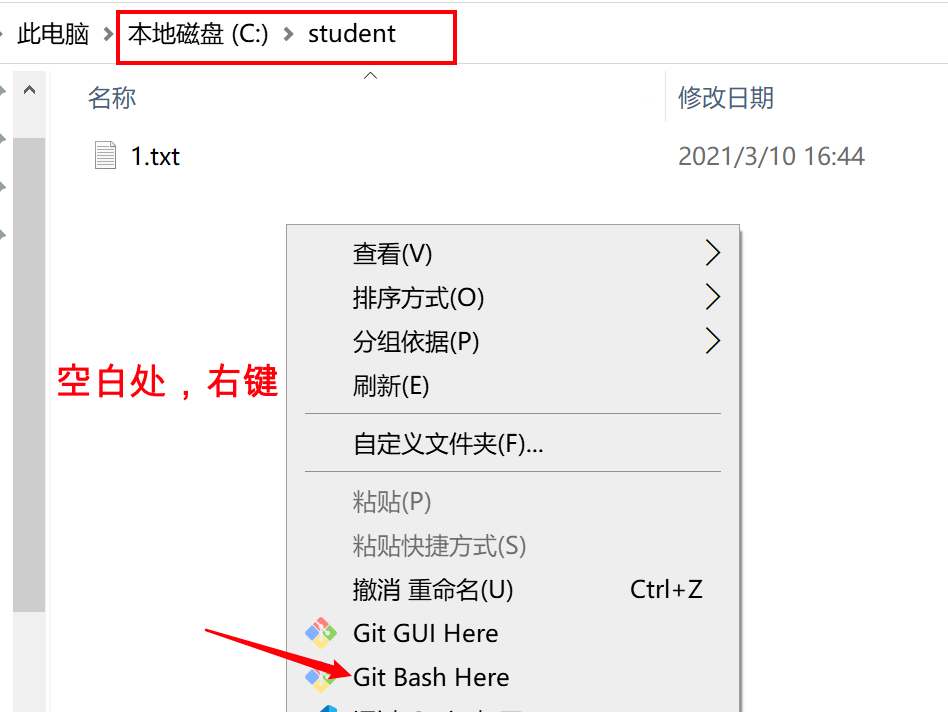 此电脑 > 本地磁盘 (C:) > student
名称 修改日期
1.txt 2021/3/10 16:44
查看(V)
排序方式(O)
分组依据(P)
空白处，右键
刷新(E)
自定义文件夹(F)...
粘贴(P)
粘贴快捷方式(S)
撤消 重命名(U) Ctrl+Z
Git GUI Here
Git Bash Here